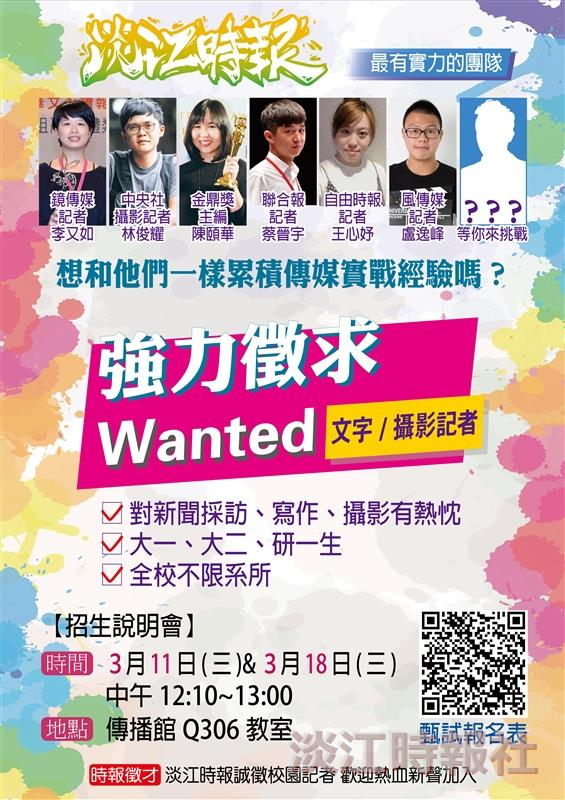 淡江時報
最有實力的團隊
鏡傳媒
記者
李又如
中央社
攝影記者
林俊耀
金鼎獎
主編
陳頤華
聯合報
記者
蔡晉宇
自由時報
記者
王心妤
風傳媒
記者
盧逸峰
? ? ?
等你來挑戰
想和他們一樣累積傳媒實戰經驗嗎?
強力徵求
Wanted
文字 / 攝影記者
對新聞採訪、寫作、攝影有熱忱
大一、大二、研一生
全校不限系所
【招生說明會】
時間 3月11日(三)& 3月18日(三)
中午 12:10~13:00
地點 傳播館 Q306 教室
甄試報名表
淡江時報社
時報徵才 淡江時報誠徵校園記者 歡迎熱血新聲加入